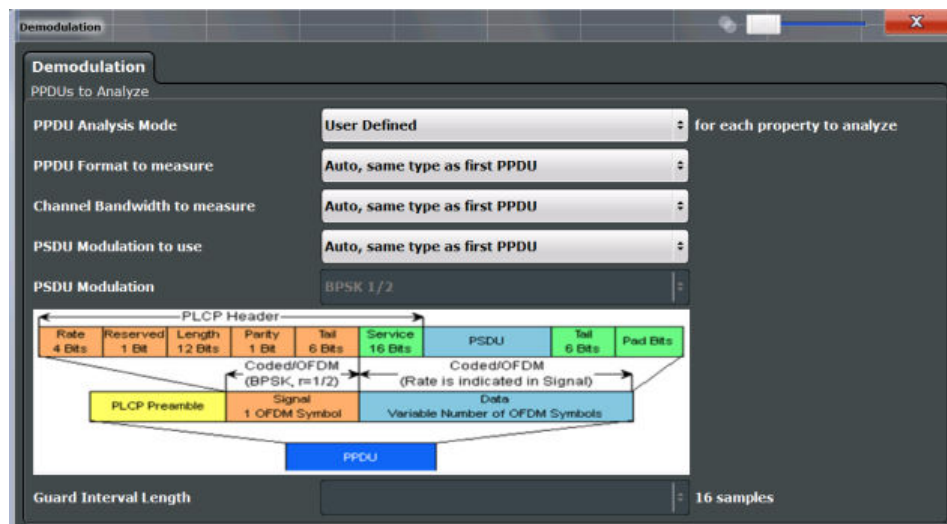 Demodulation
X
Demodulation
PPDUs to Analyze
PPDU Analysis Mode User Defined for each property to analyze
PPDU Format to measure Auto, same type as first PPDU
Channel Bandwidth to measure Auto, same type as first PPDU
PSDU Modulation to use Auto, same type as first PPDU
PSDU Modulation BPSK 1/2
PLCP Header
Rate 4 Bits Reserved 1 Bit Length 12 Bits Parity 1 Bit Tail 6 Bits Service 16 Bits PSDU Tail 6 Bits Pad Bits
Coded/OFDM (BPSK, r=1/2) Coded/OFDM (Rate is indicated in Signal)
PLCP Preamble Signal 1 OFDM Symbol Data Variable Number of OFDM Symbols
PPDU
Guard Interval Length 16 samples